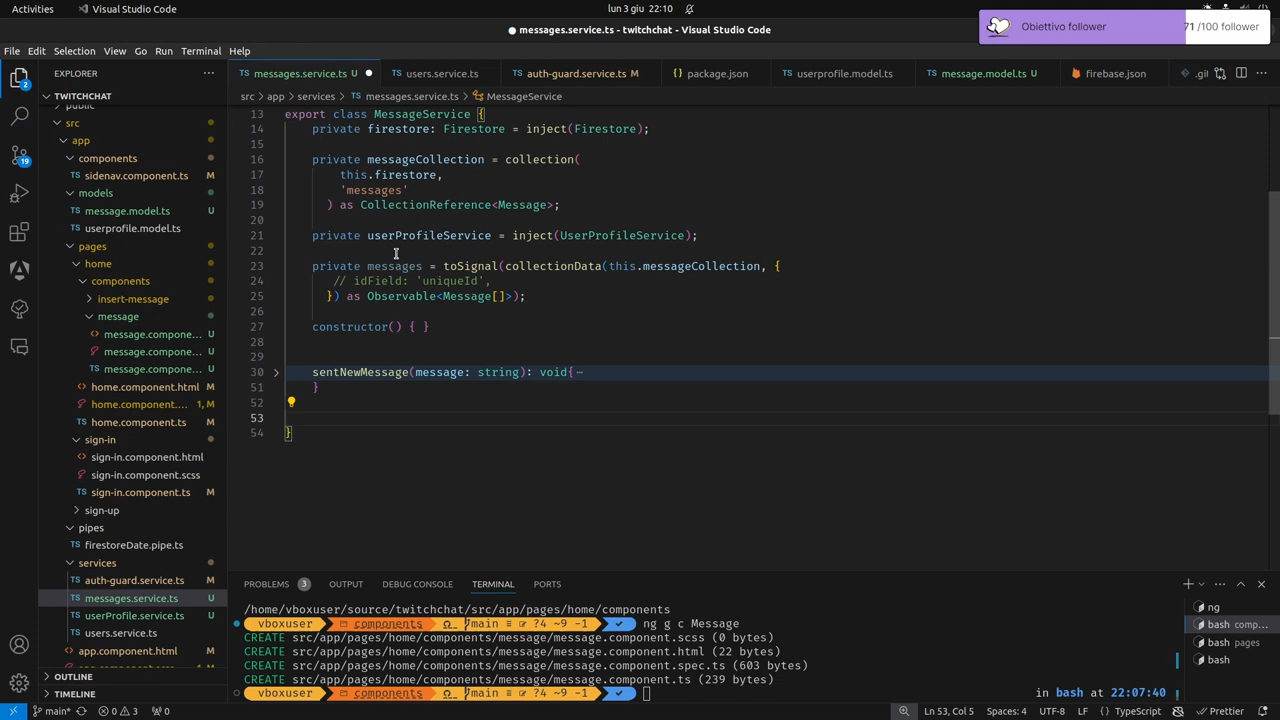 Activities
Visual Studio Code
lun 3 giu 22:10
messages.service.ts - twitchchat - Visual Studio Code
Obiettivo follower
71 /100 follower
File Edit Selection View Go Run Terminal Help
EXPLORER
messages.service.ts U
users.service.ts
auth-guard.service.ts M
package.json
userprofile.model.ts
message.model.ts U
firebase.json
.gi
TWITCHCHAT
src > app > services > messages.service.ts > MessageService
public
src
app
components
sidenav.component.ts M
models
message.model.ts U
userprofile.model.ts
pages
home
components
insert-message
message
message.compone... U
message.compone... U
message.compone... U
home.component.html M
home.component.... 1, M
home.component.ts M
sign-in
sign-in.component.html
sign-in.component.scss
sign-in.component.ts M
sign-up
pipes
firestoreDate.pipe.ts
services
auth-guard.service.ts M
messages.service.ts U
userProfile.service.ts U
users.service.ts
app.component.html M
OUTLINE
TIMELINE
2
19
13 export class MessageService {
14 private firestore: Firestore = inject(Firestore);
15
16 private messageCollection = collection(
17 this.firestore,
18 'messages'
19 ) as CollectionReference<Message>;
20
21 private userProfileService = inject(UserProfileService);
22
23 private messages = toSignal(collectionData(this.messageCollection, {
24 // idField: 'uniqueId',
25 }) as Observable<Message[]>);
26
27 constructor() { }
28
29
30 sentNewMessage(message: string): void{⋯
51 }
52
53
54 }
PROBLEMS 3 OUTPUT DEBUG CONSOLE TERMINAL PORTS
/home/vboxuser/source/twitchchat/src/app/pages/home/components
vboxuser components main ≡ ?4 ~9 -1 ✓ ng g c Message
CREATE src/app/pages/home/components/message/message.component.scss (0 bytes)
CREATE src/app/pages/home/components/message/message.component.html (22 bytes)
CREATE src/app/pages/home/components/message/message.component.spec.ts (603 bytes)
CREATE src/app/pages/home/components/message/message.component.ts (239 bytes)
vboxuser components main ≡ ?4 ~9 -1 ✓
in bash at 22:07:40
ng
bash comp...
bash pages
bash
main* 0 3 0
Ln 53, Col 5 Spaces: 4 UTF-8 LF {} TypeScript Prettier